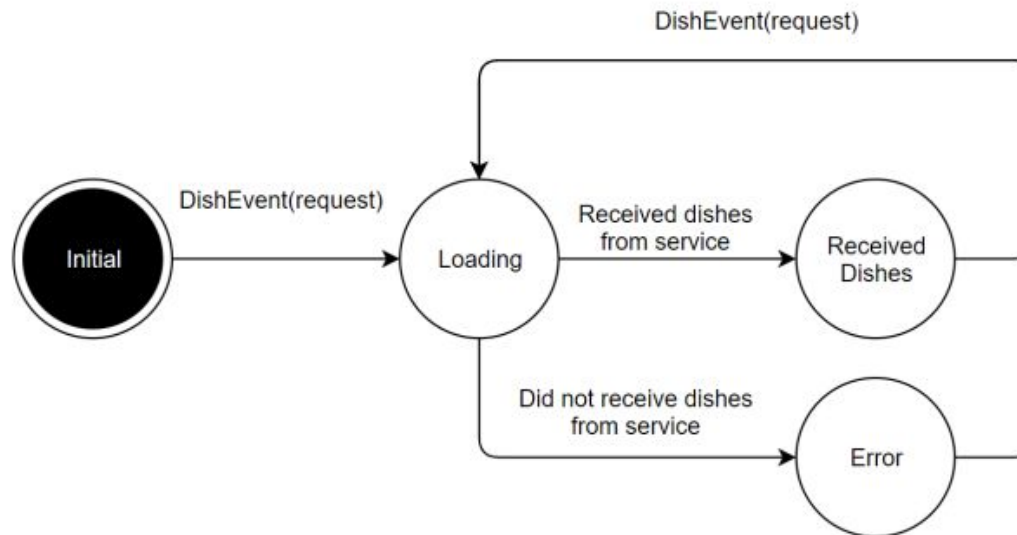 DishEvent(request)
DishEvent(request)
Initial
Loading
Received dishes
from service
Received
Dishes
Did not receive dishes
from service
Error